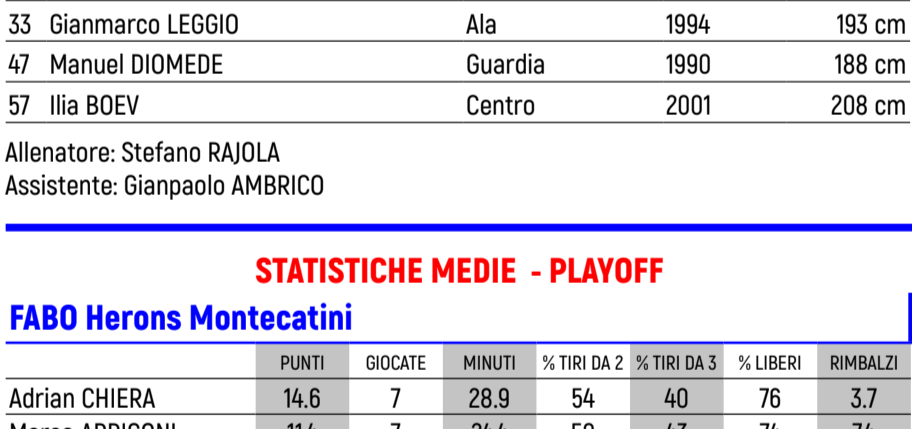 33 Gianmarco LEGGIO Ala 1994 193 cm
47 Manuel DIOMEDE Guardia 1990 188 cm
57 Ilia BOEV Centro 2001 208 cm
Allenatore: Stefano RAJOLA
Assistente: Gianpaolo AMBRICO
STATISTICHE MEDIE - PLAYOFF
FABO Herons Montecatini
PUNTI GIOCATE MINUTI % TIRI DA 2 % TIRI DA 3 % LIBERI RIMBALZI
Adrian CHIERA 14.6 7 28.9 54 40 76 3.7